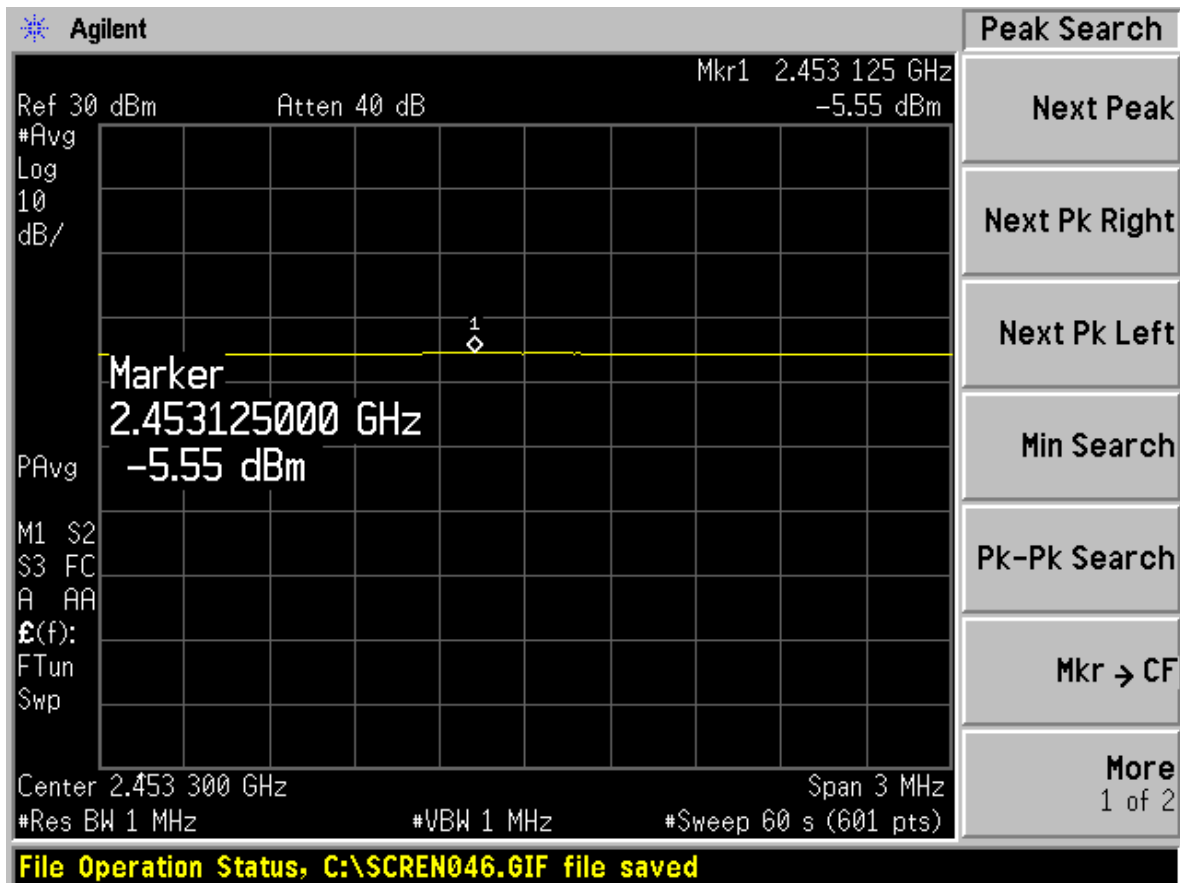 Agilent
Peak Search
Mkr1 2.453 125 GHz
Ref 30 dBm Atten 40 dB -5.55 dBm
#Avg
Log
10
dB/
1
Marker
2.453125000 GHz
-5.55 dBm
PAvg
M1 S2
S3 FC
A AA
£(f):
FTun
Swp
Center 2.453 300 GHz Span 3 MHz
#Res BW 1 MHz #VBW 1 MHz #Sweep 60 s (601 pts)
File Operation Status, C:\SCREN046.GIF file saved
Next Peak
Next Pk Right
Next Pk Left
Min Search
Pk-Pk Search
Mkr → CF
More
1 of 2